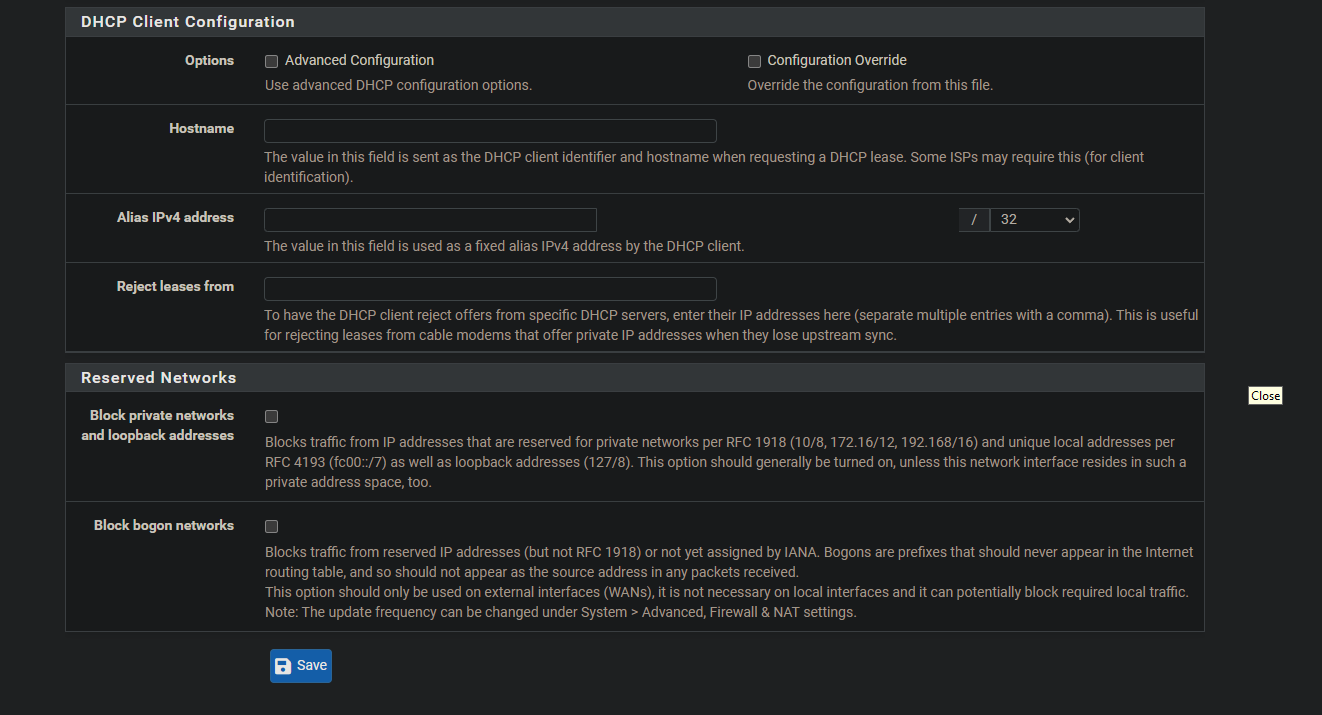 DHCP Client Configuration
Options
Advanced Configuration
Configuration Override
Use advanced DHCP configuration options.
Override the configuration from this file.
Hostname
The value in this field is sent as the DHCP client identifier and hostname when requesting a DHCP lease. Some ISPs may require this (for client
identification).
Alias IPv4 address
/ 32
The value in this field is used as a fixed alias IPv4 address by the DHCP client.
Reject leases from
To have the DHCP client reject offers from specific DHCP servers, enter their IP addresses here (separate multiple entries with a comma). This is useful
for rejecting leases from cable modems that offer private IP addresses when they lose upstream sync.
Reserved Networks
Close
Block private networks
and loopback addresses
Blocks traffic from IP addresses that are reserved for private networks per RFC 1918 (10/8, 172.16/12, 192.168/16) and unique local addresses per
RFC 4193 (fc00::/7) as well as loopback addresses (127/8). This option should generally be turned on, unless this network interface resides in such a
private address space, too.
Block bogon networks
Blocks traffic from reserved IP addresses (but not RFC 1918) or not yet assigned by IANA. Bogons are prefixes that should never appear in the Internet
routing table, and so should not appear as the source address in any packets received.
This option should only be used on external interfaces (WANs), it is not necessary on local interfaces and it can potentially block required local traffic.
Note: The update frequency can be changed under System > Advanced, Firewall & NAT settings.
Save